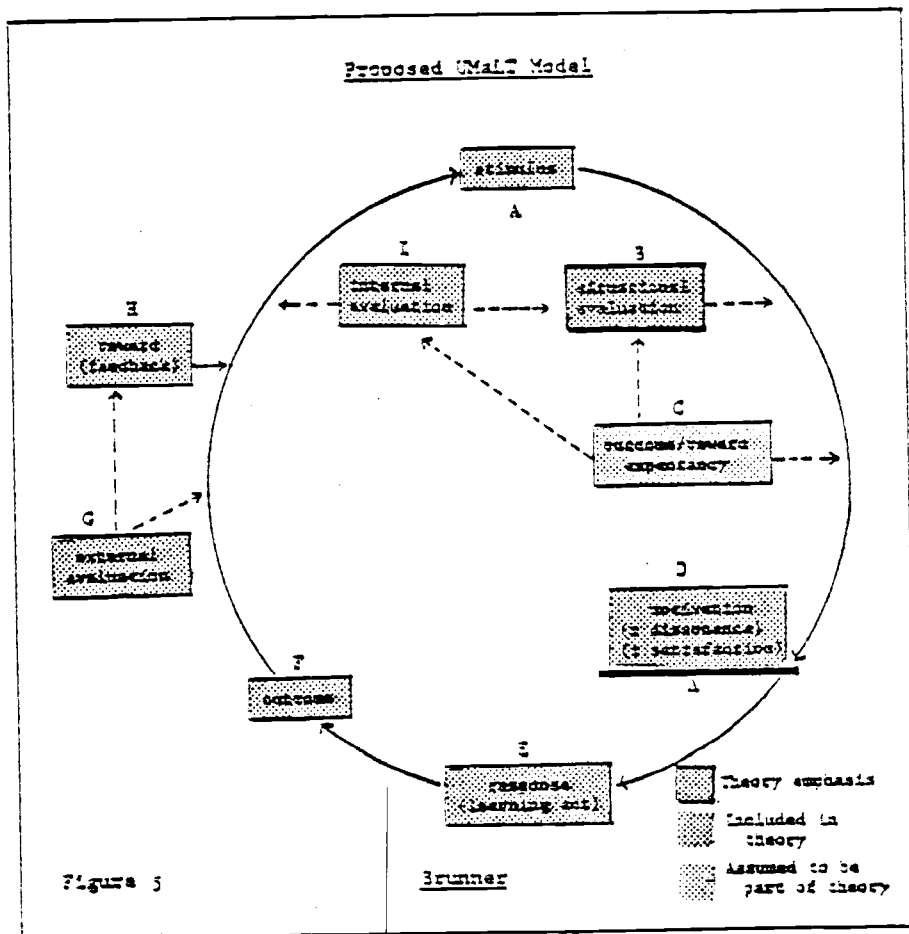 Proposed UMaLT Model
stimulus
A
I
internal
evaluation
B
situational
evaluation
H
reward
(feedback)
C
outcome/reward
expectancy
G
external
evaluation
D
motivation
(± dissonance)
(± satisfaction)
F
outcome
E
response
(learning act)
Theory emphasis
Included in
theory
Assumed to be
part of theory
Figure 5
Brunner